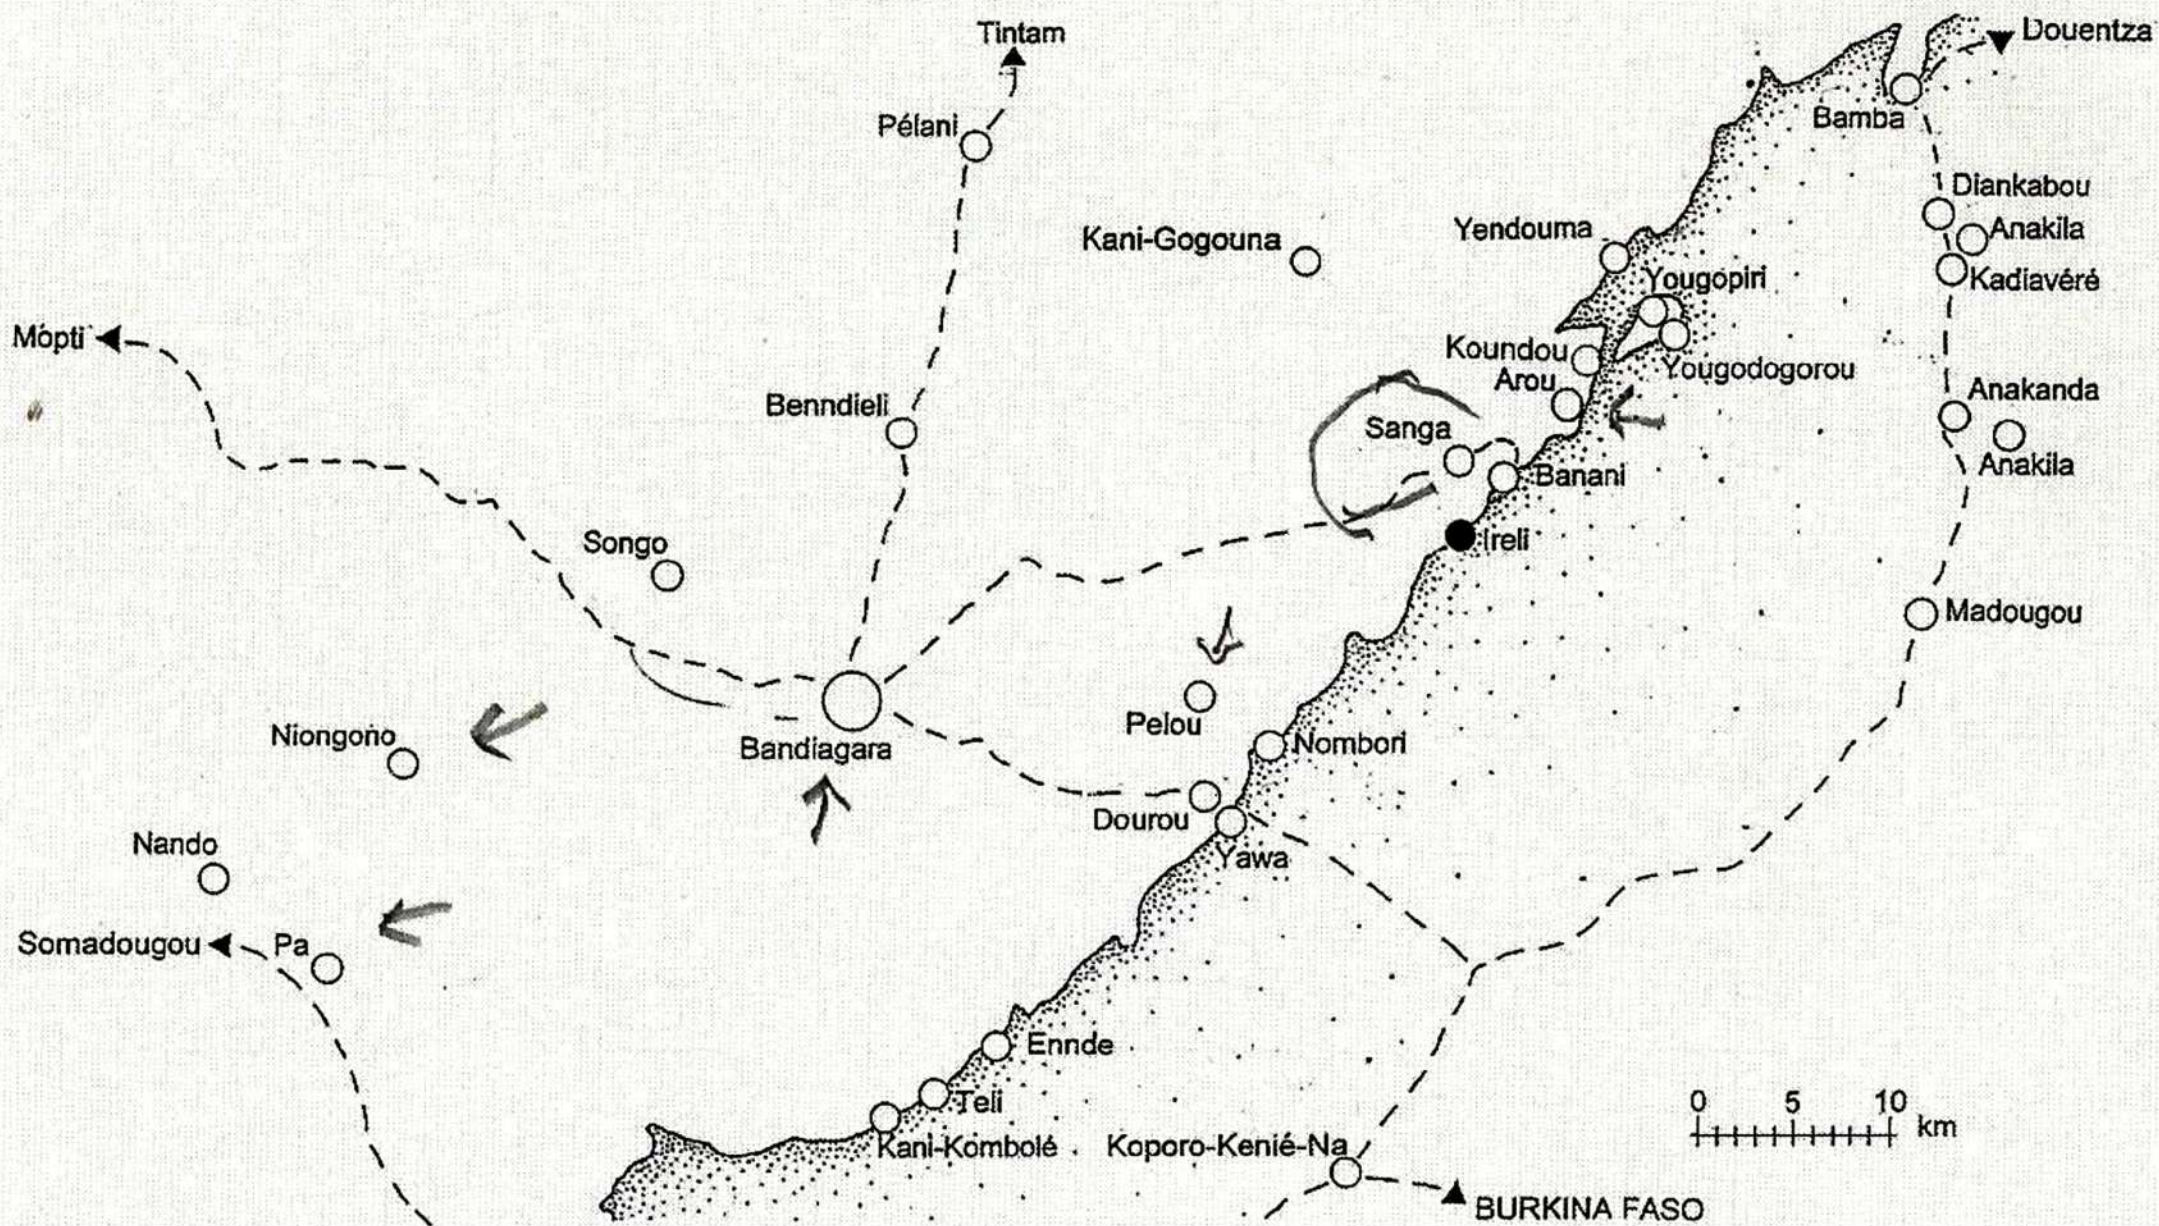 Tintam
Douentza
Pélani
Bamba
Diankabou
Anakila
Kadiavéré
Kani-Gogouna
Yendouma
Yougopiri
Mopti
Koundou
Arou
Yougodogorou
Benndieli
Anakanda
Sanga
Anakila
Banani
Songo
Ireli
Madougou
Pelou
Niongono
Bandiagara
Nombori
Dourou
Nando
Yawa
Somadougou
Pa
Ennde
Teli
Kani-Kombolé
Koporo-Kenié-Na
0 5 10
km
BURKINA FASO